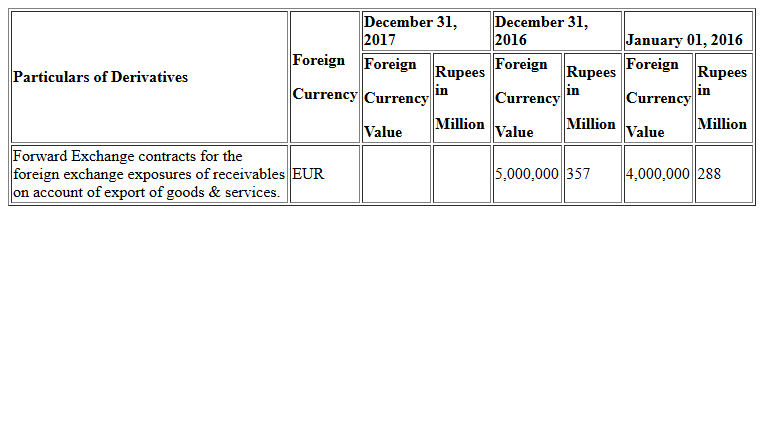 Particulars of Derivatives
Foreign
Currency
December 31,
2017
December 31,
2016
January 01, 2016
Foreign
Currency
Value
Rupees
in
Million
Foreign
Currency
Value
Rupees
in
Million
Foreign
Currency
Value
Rupees
in
Million
Forward Exchange contracts for the
foreign exchange exposures of receivables
on account of export of goods & services.
EUR
5,000,000
357
4,000,000
288